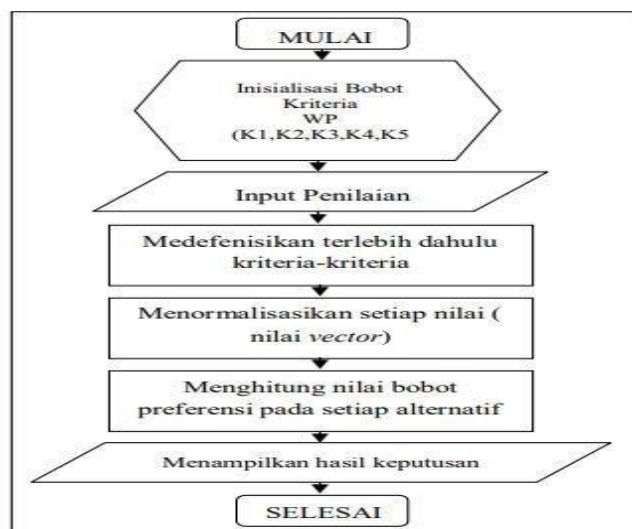 MULAI
Inisialisasi Bobot
Kriteria
WP
(K1,K2,K3,K4,K5
Input Penilaian
Medefenisikan terlebih dahulu
kriteria-kriteria
Menormalisasikan setiap nilai (
nilai vector)
Menghitung nilai bobot
preferensi pada setiap alternatif
Menampilkan hasil keputusan
SELESAI